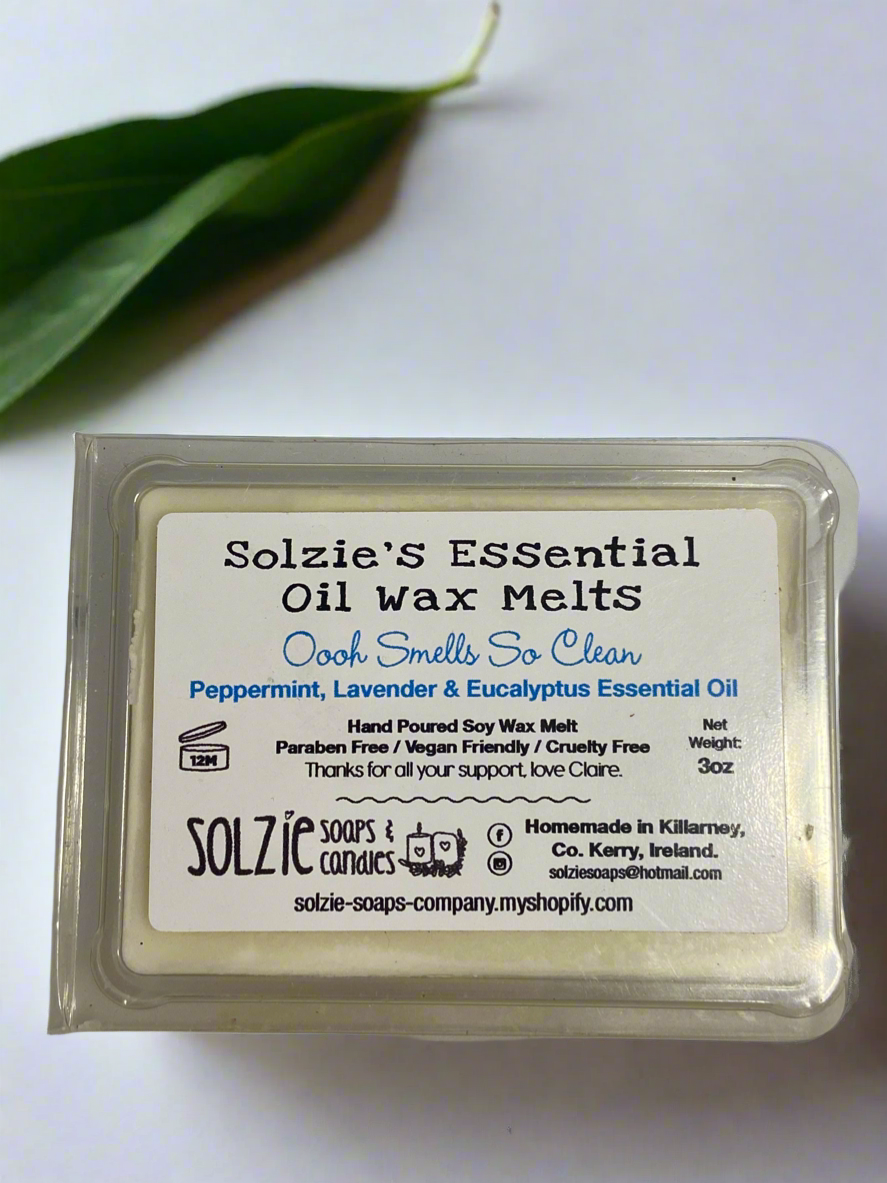 Solzie's Essential
Oil Wax Melts
Oooh Smells So Clean
Peppermint, Lavender & Eucalyptus Essential Oil
Hand Poured Soy Wax Melt
Paraben Free / Vegan Friendly / Cruelty Free
Thanks for all your support, love Claire.
12M
Net
Weight:
3oz
SOLZiE soaps & candles
Homemade in Killarney,
Co. Kerry, Ireland.
solziesoaps@hotmail.com
solzie-soaps-company.myshopify.com